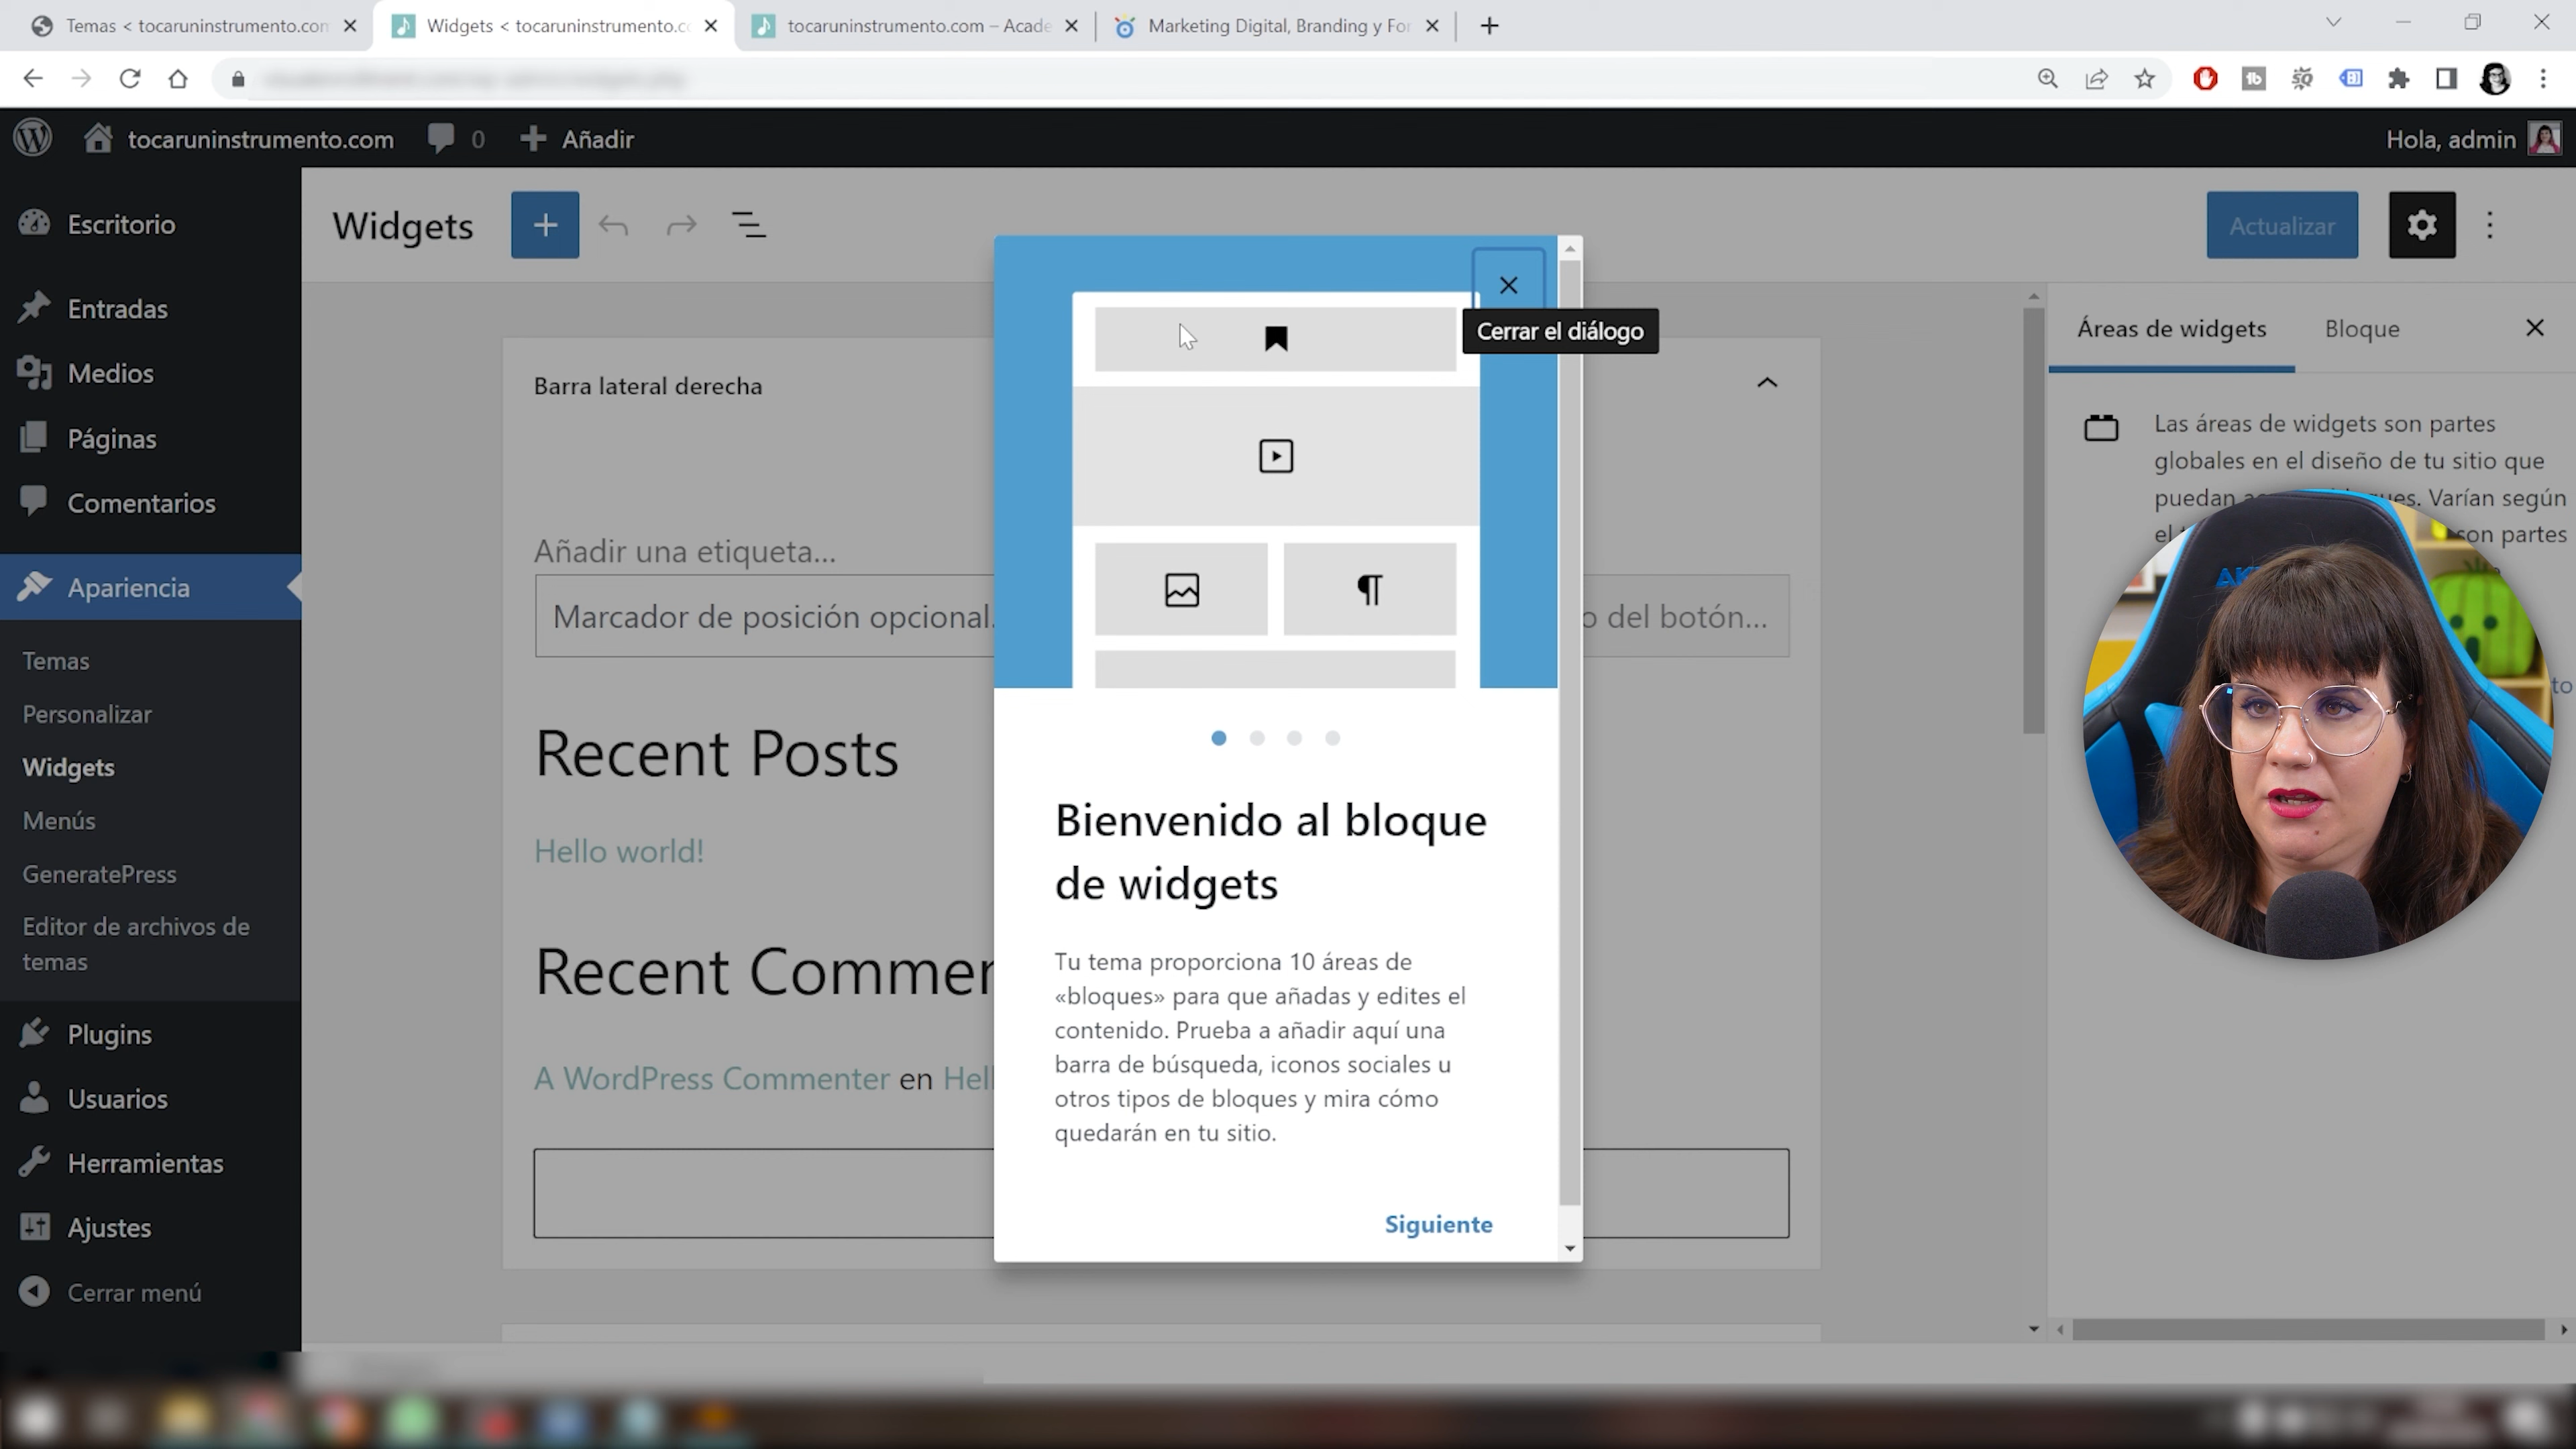 Temas < tocaruninstrumento.com
Widgets < tocaruninstrumento.co
tocaruninstrumento.com – Acade
Marketing Digital, Branding y For
tocaruninstrumento.com
0
Añadir
Hola, admin
Escritorio
Entradas
Medios
Páginas
Comentarios
Apariencia
Temas
Personalizar
Widgets
Menús
GeneratePress
Editor de archivos de
temas
Plugins
Usuarios
Herramientas
Ajustes
Cerrar menú
Widgets
Actualizar
Barra lateral derecha
Añadir una etiqueta...
Marcador de posición opcional.
o del botón...
Recent Posts
Hello world!
Recent Commen
A WordPress Commenter en Hell
Cerrar el diálogo
Bienvenido al bloque
de widgets
Tu tema proporciona 10 áreas de
«bloques» para que añadas y edites el
contenido. Prueba a añadir aquí una
barra de búsqueda, iconos sociales u
otros tipos de bloques y mira cómo
quedarán en tu sitio.
Siguiente
Áreas de widgets
Bloque
Las áreas de widgets son partes
globales en el diseño de tu sitio que
puedan ques. Varían según
el son partes
to